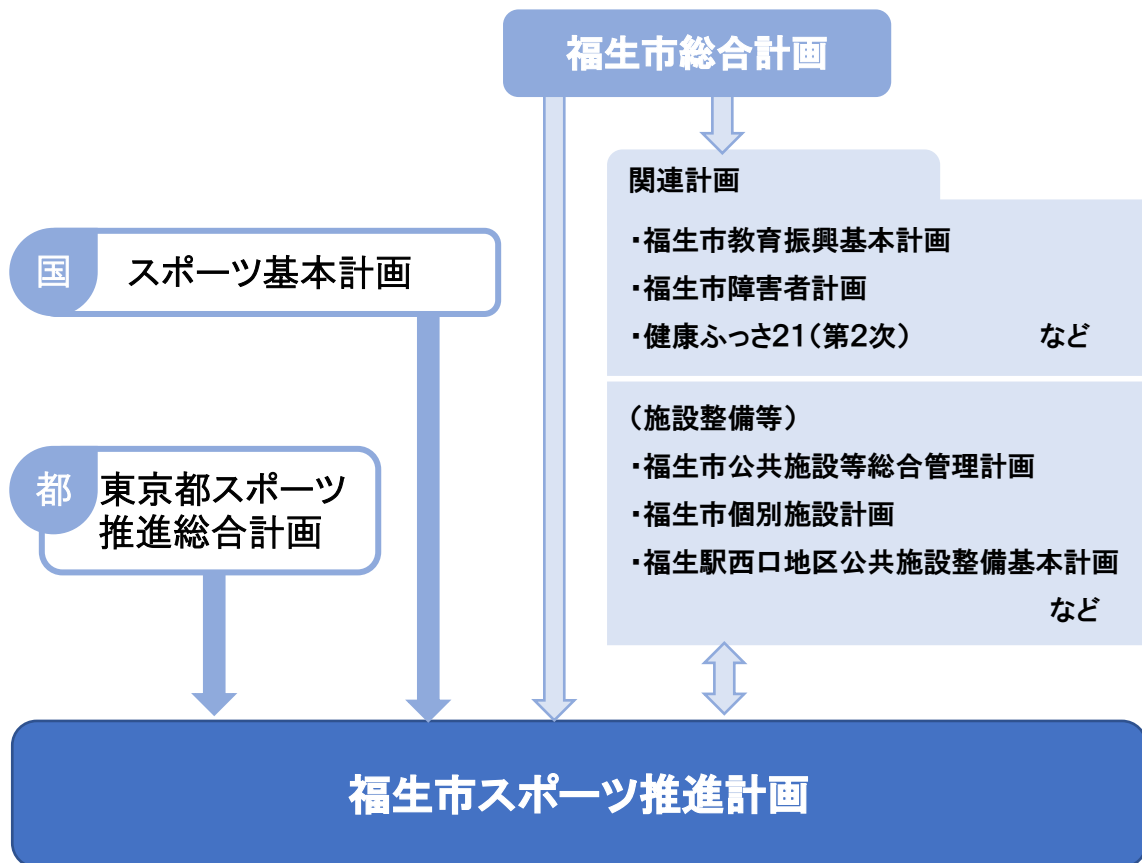 福生市総合計画
関連計画
・福生市教育振興基本計画
・福生市障害者計画
・健康ふっさ21(第2次) など
(施設整備等)
・福生市公共施設等総合管理計画
・福生市個別施設計画
・福生駅西口地区公共施設整備基本計画
など
国 スポーツ基本計画
都 東京都スポーツ
推進総合計画
福生市スポーツ推進計画